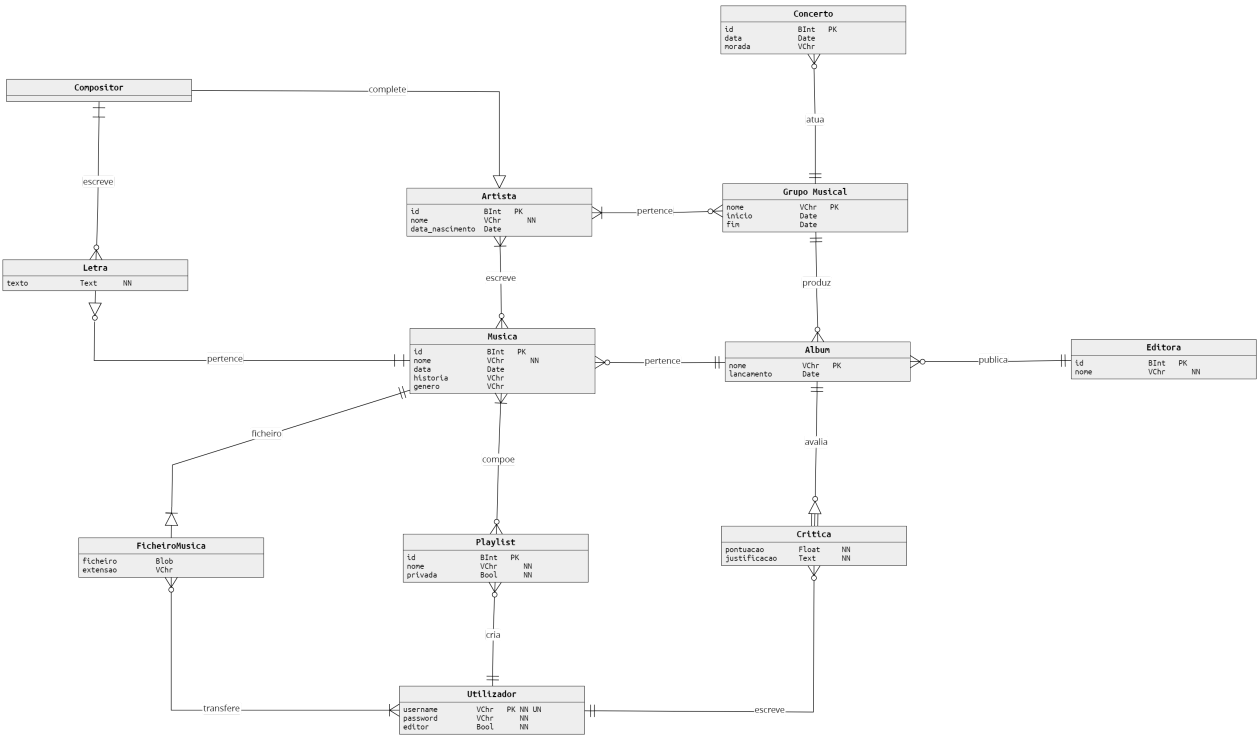 Concerto
id BInt PK
data Date
morada VChr
Compositor
complete
atua
escreve
Artista
id BInt PK
nome VChr NN
data_nascimento Date
pertence
Grupo Musical
nome VChr PK
inicio Date
fim Date
Letra
texto Text NN
escreve
produz
pertence
Musica
id BInt PK
nome VChr NN
data Date
historia VChr
genero VChr
pertence
Album
nome VChr PK
lancamento Date
publica
Editora
id BInt PK
nome VChr NN
ficheiro
compoe
avalia
FicheiroMusica
ficheiro Blob
extensao VChr
Playlist
id BInt PK
nome VChr NN
privada Bool NN
Critica
pontuacao Float NN
justificacao Text NN
cria
transfere
Utilizador
username VChr PK NN UN
password VChr NN
editor Bool NN
escreve